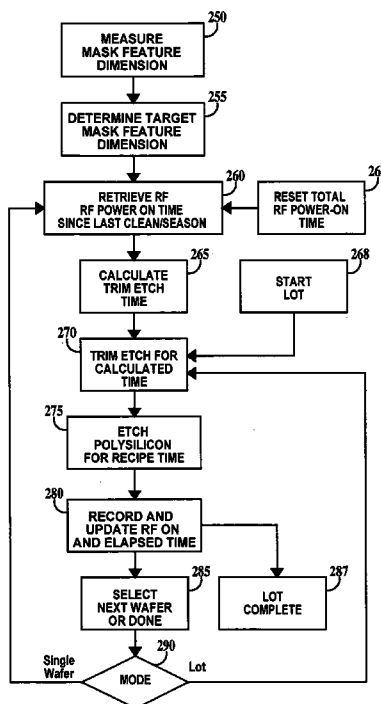 250
MEASURE
MASK FEATURE
DIMENSION
255
DETERMINE TARGET
MASK FEATURE
DIMENSION
260
RETRIEVE RF
RF POWER ON TIME
SINCE LAST CLEAN/SEASON
26
RESET TOTAL
RF POWER-ON
TIME
265
CALCULATE
TRIM ETCH
TIME
268
START
LOT
270
TRIM ETCH FOR
CALCULATED
TIME
275
ETCH
POLYSILICON
FOR RECIPE TIME
280
RECORD AND
UPDATE RF ON
AND ELAPSED TIME
285
SELECT
NEXT WAFER
OR DONE
287
LOT
COMPLETE
290
Single
Wafer
MODE
Lot